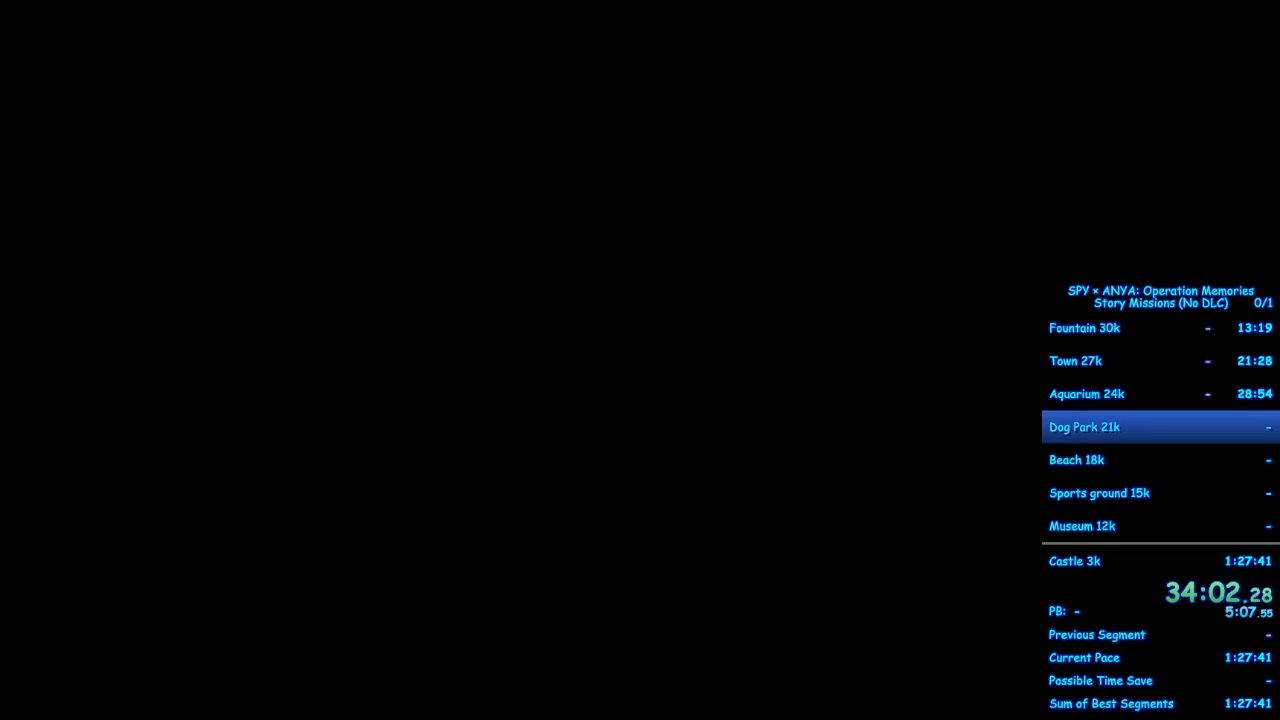 SPY × ANYA: Operation Memories
Story Missions (No DLC) 0/1
Fountain 30k - 13:19
Town 27k - 21:28
Aquarium 24k - 28:54
Dog Park 21k -
Beach 18k -
Sports ground 15k -
Museum 12k -
Castle 3k 1:27:41
34:02.28
PB: - 5:07.55
Previous Segment -
Current Pace 1:27:41
Possible Time Save -
Sum of Best Segments 1:27:41